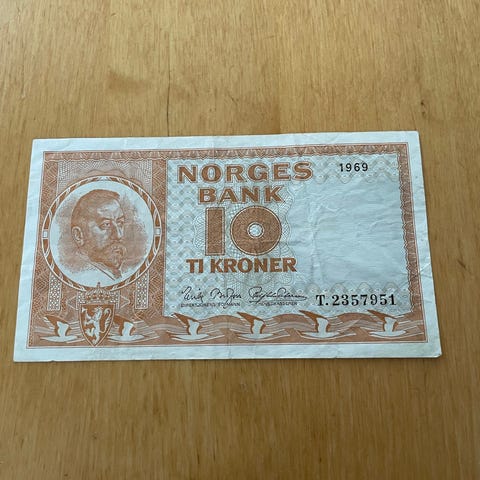 NORGES
BANK
1969
10
TI KRONER
T.2357951